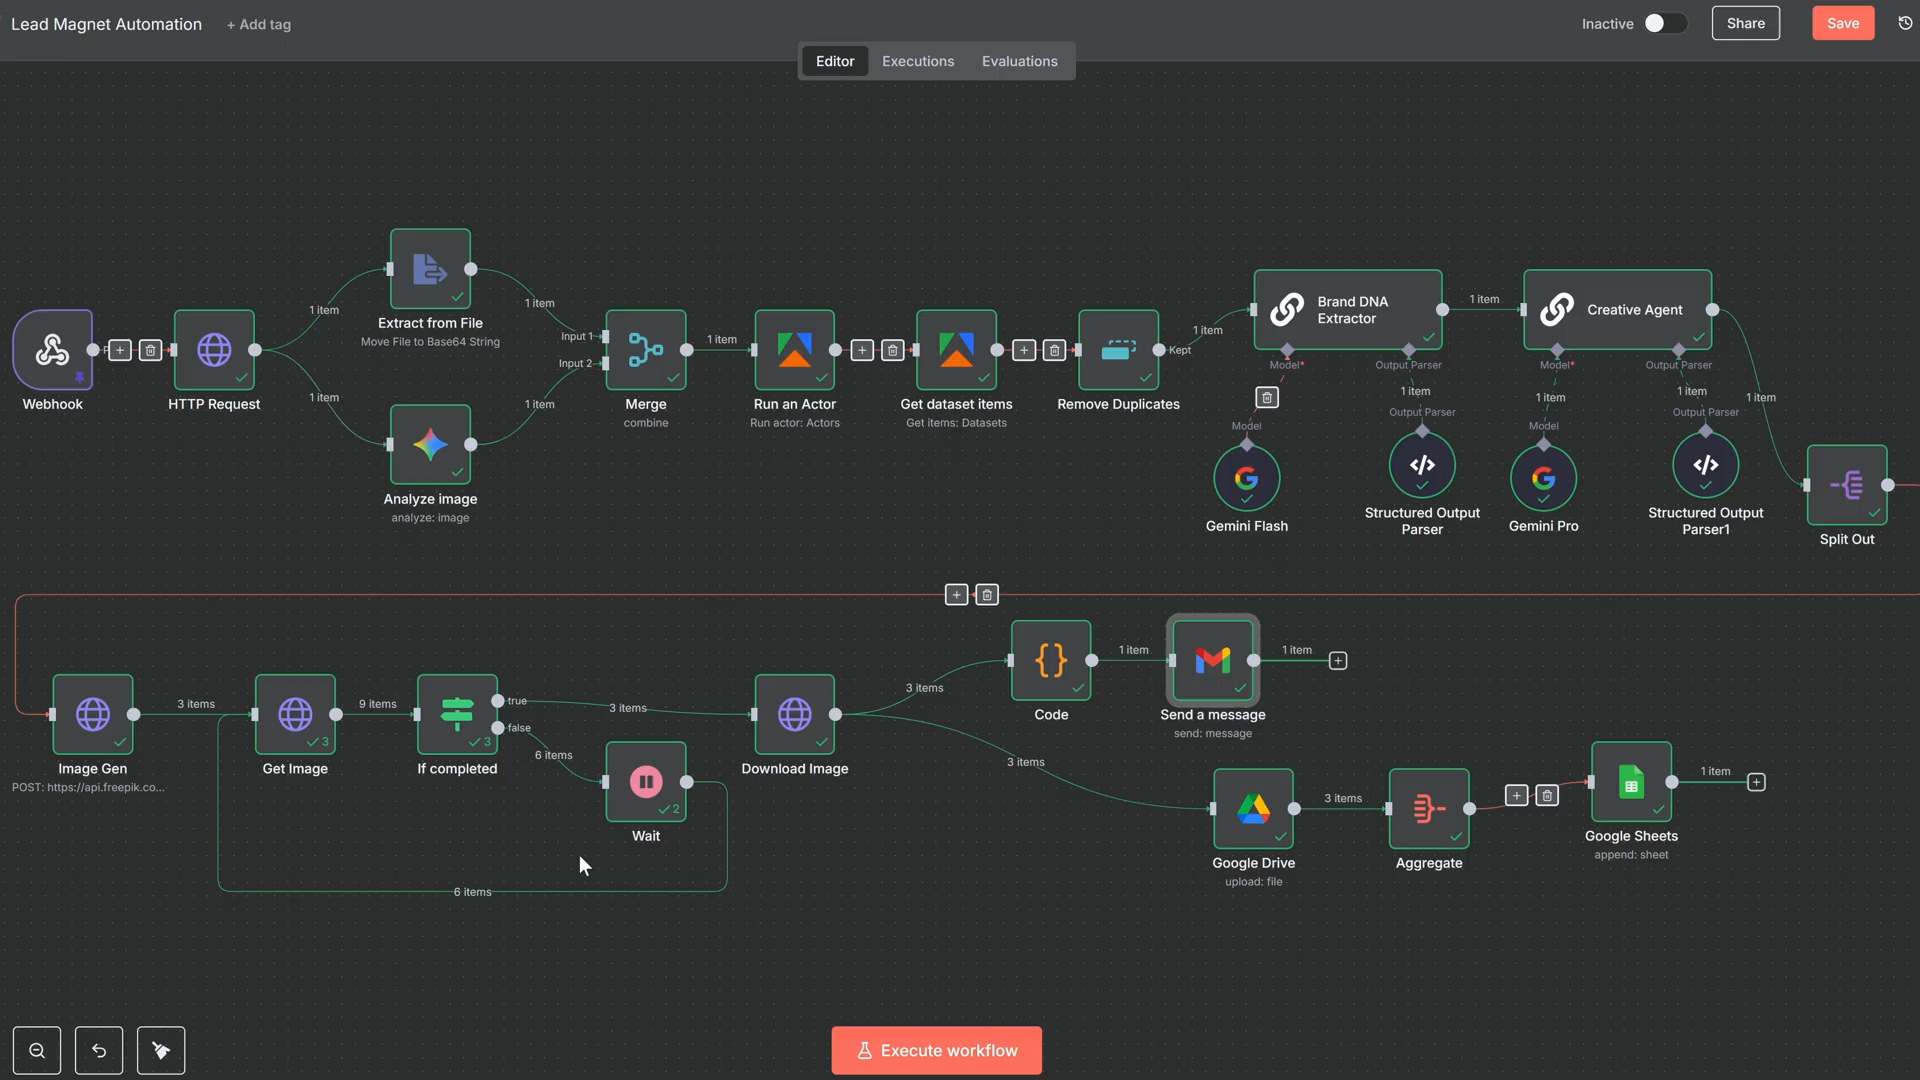 Lead Magnet Automation
+ Add tag
Inactive
Share
Save
Editor
Executions
Evaluations
Webhook
HTTP Request
1 item
1 item
Extract from File
Move File to Base64 String
Analyze image
analyze: image
1 item
1 item
Input 1
Input 2
Merge
combine
1 item
Run an Actor
Run actor: Actors
Get dataset items
Get items: Datasets
Remove Duplicates
Kept
1 item
Brand DNA
Extractor
Model*
Output Parser
1 item
Creative Agent
Model*
Output Parser
1 item
1 item
1 item
1 item
Model
Output Parser
Model
Output Parser
Gemini Flash
Structured Output
Parser
Gemini Pro
Structured Output
Parser1
Split Out
Image Gen
POST: https://api.freepik.co...
3 items
Get Image
3
9 items
If completed
3
true
false
3 items
6 items
Wait
2
6 items
Download Image
3 items
3 items
Code
1 item
Send a message
send: message
1 item
Google Drive
upload: file
3 items
Aggregate
Google Sheets
append: sheet
1 item
Execute workflow